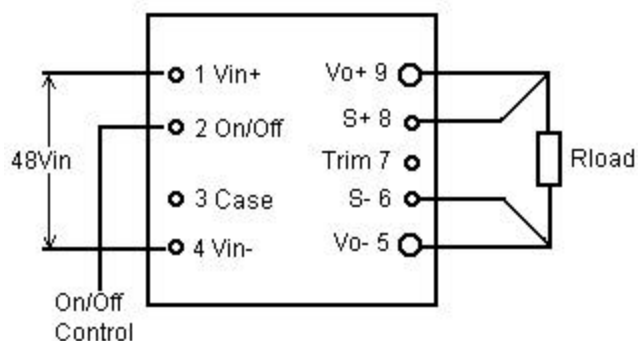 1 Vin+
Vo+ 9
2 On/Off
S+ 8
48Vin
Trim 7
Rload
3 Case
S- 6
4 Vin-
Vo- 5
On/Off
Control